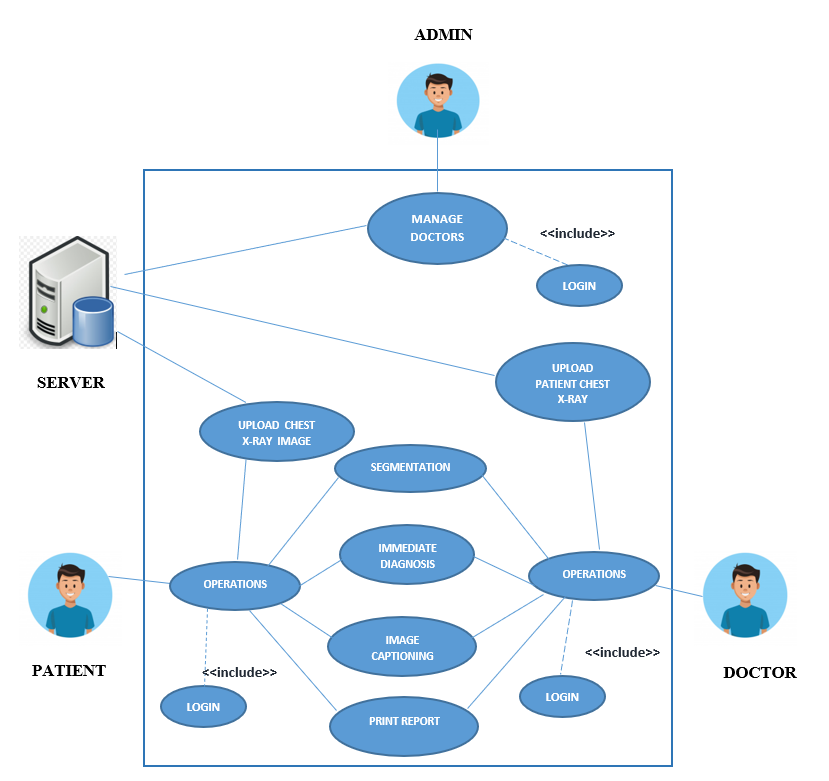 ADMIN
MANAGE
DOCTORS
<<include>>
LOGIN
SERVER
UPLOAD
PATIENT CHEST
X-RAY
UPLOAD CHEST
X-RAY IMAGE
SEGMENTATION
IMMEDIATE
DIAGNOSIS
OPERATIONS
OPERATIONS
IMAGE
CAPTIONING
PATIENT
<<include>>
<<include>>
DOCTOR
LOGIN
LOGIN
PRINT REPORT